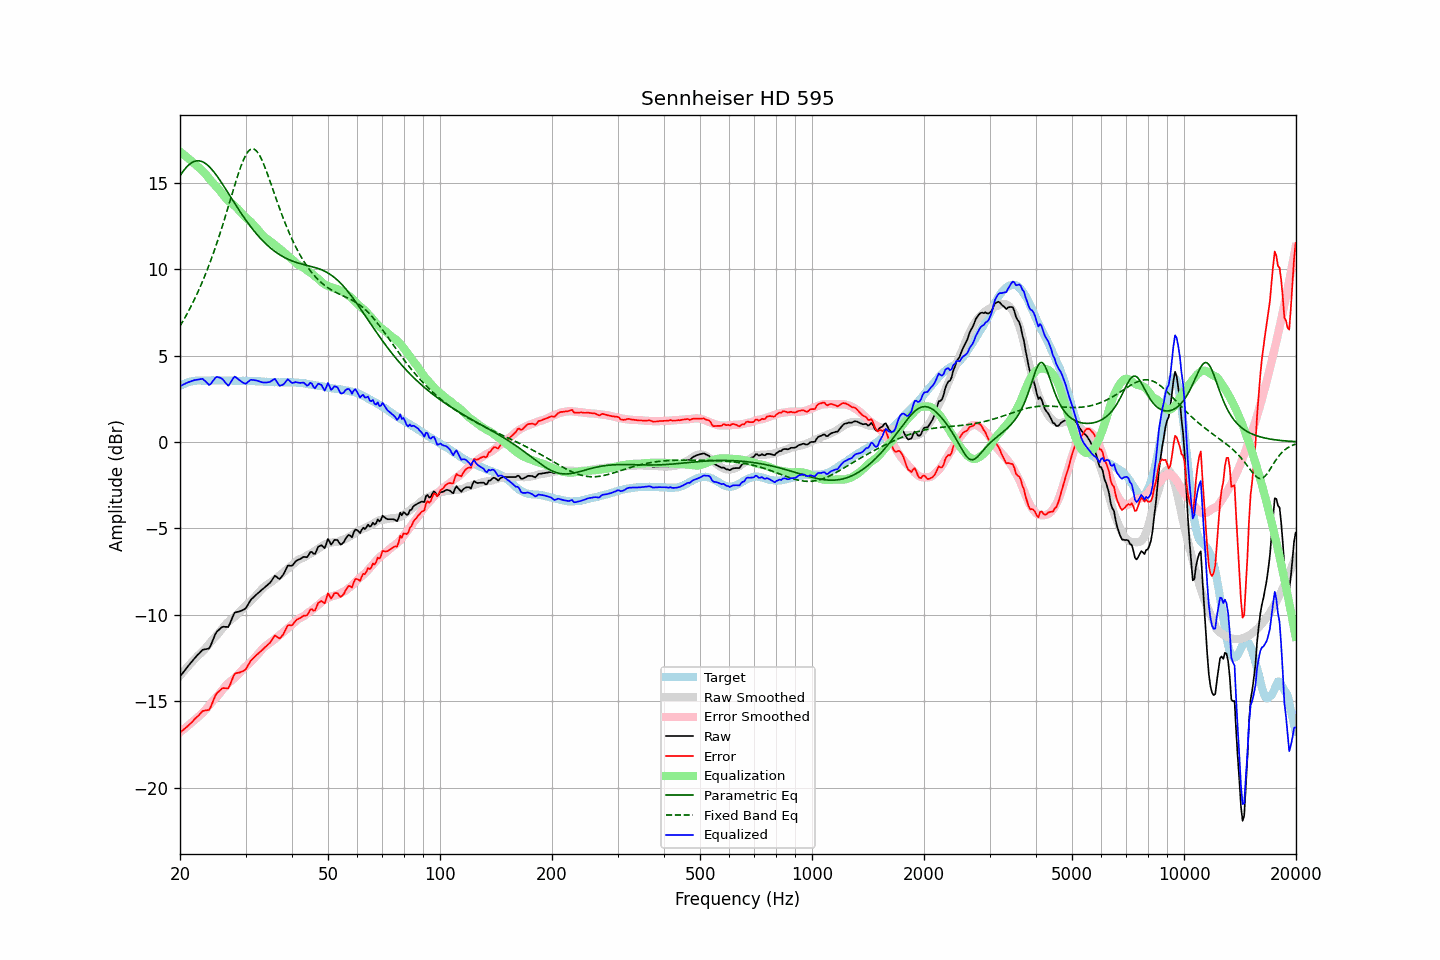 Sennheiser HD 595
Amplitude (dBr)
15
10
5
0
−5
−10
−15
−20
Target
Raw Smoothed
Error Smoothed
Raw
Error
Equalization
Parametric Eq
Fixed Band Eq
Equalized
20 50 100 200 500 1000 2000 5000 10000 20000
Frequency (Hz)